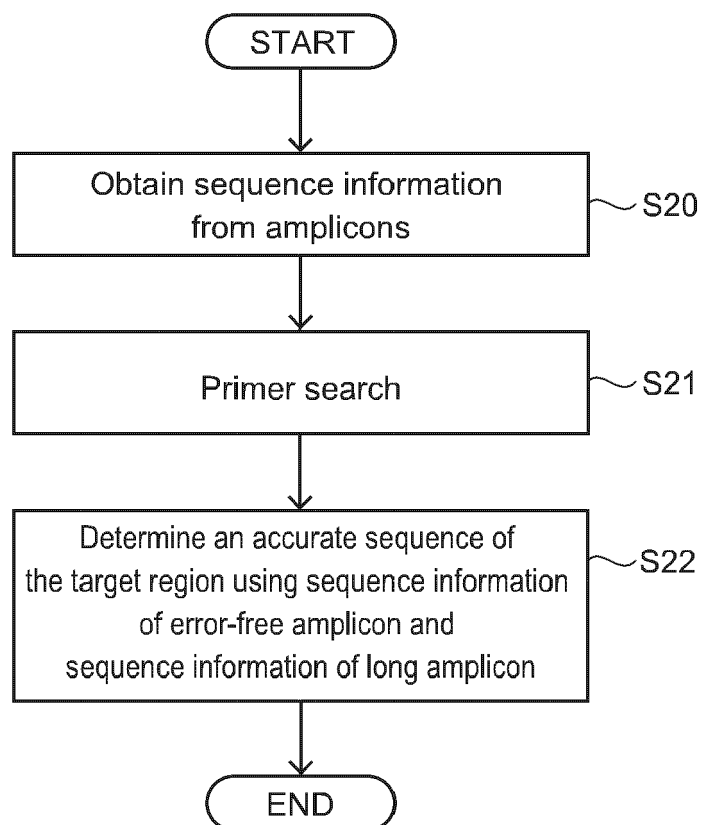 START
Obtain sequence information
from amplicons
S20
Primer search
S21
Determine an accurate sequence of
the target region using sequence information
of error-free amplicon and
sequence information of long amplicon
S22
END